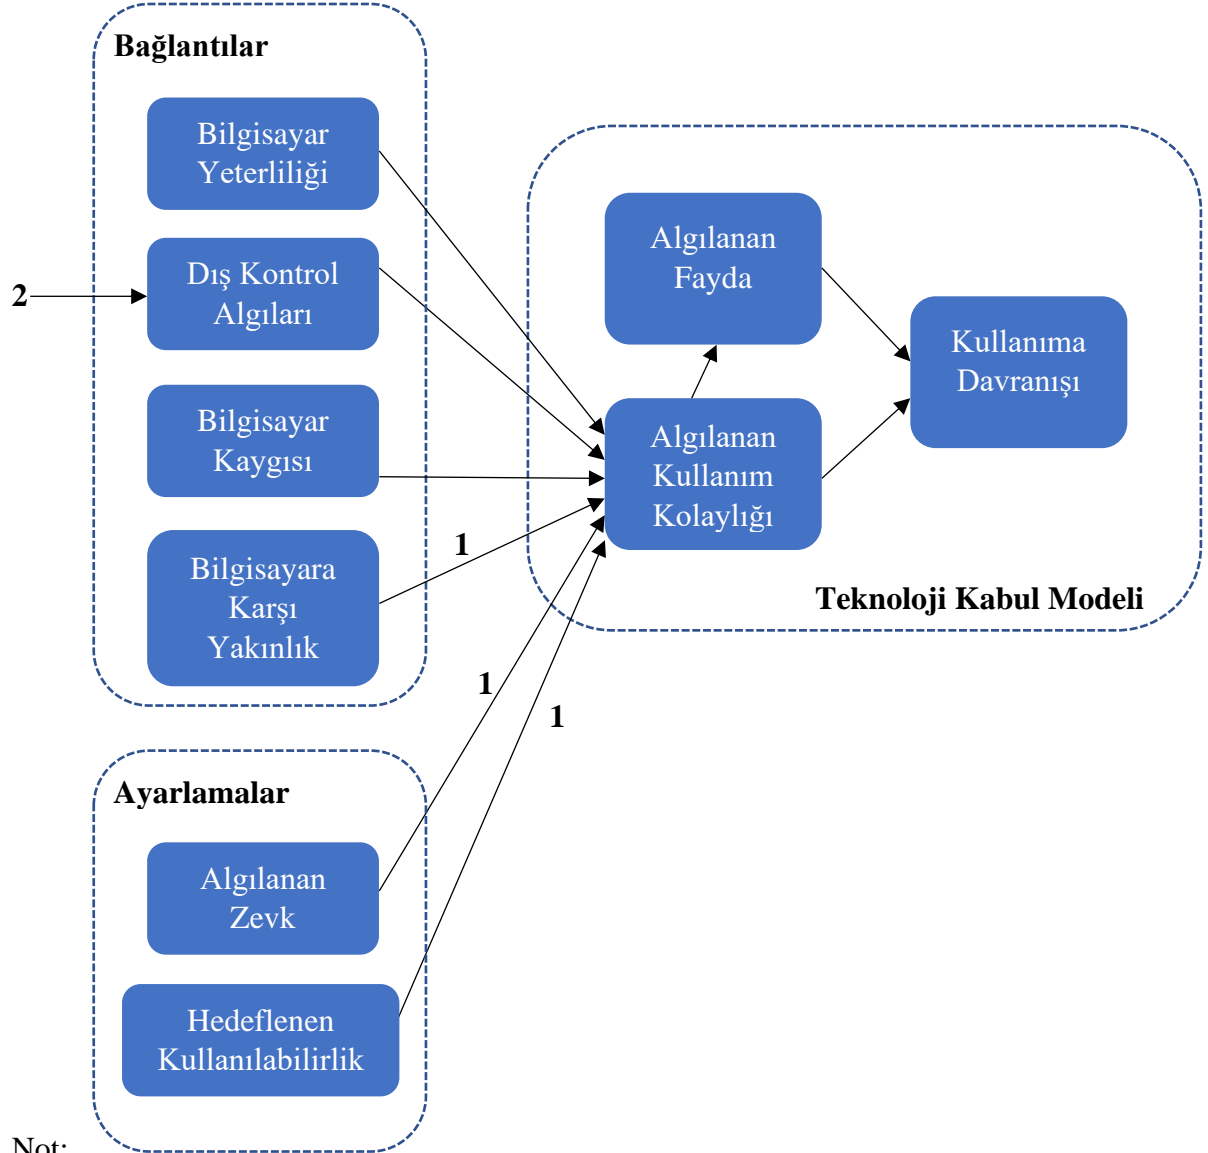 Bağlantılar
Bilgisayar
Yeterliliği
2
Dış Kontrol
Algıları
Bilgisayar
Kaygısı
Bilgisayara
Karşı
Yakınlık
1
1
1
Algılanan
Fayda
Kullanıma
Davranışı
Algılanan
Kullanım
Kolaylığı
Teknoloji Kabul Modeli
Ayarlamalar
Algılanan
Zevk
Hedeflenen
Kullanılabilirlik
Not: